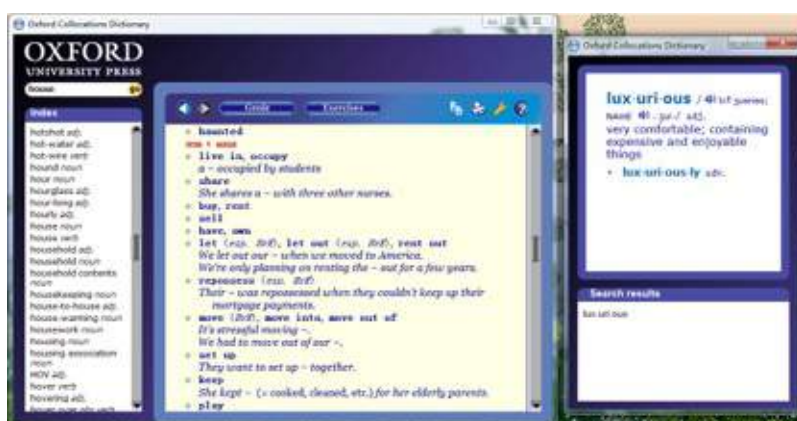 Oxford Collocations Dictionary
OXFORD
UNIVERSITY PRESS
house
go
Index
hotshot adj.
hot-water adj.
hot-wire verb
hound noun
hour noun
hourglass adj.
hour-long adj.
hourly adj.
house noun
house verb
household adj.
household noun
household contents
noun
housekeeping noun
house-to-house adj.
house-warming noun
housework noun
housing noun
housing association
noun
HOV adj.
hover verb
hovering adj.
Guide
Exercises
haunted
VERB + HOUSE
live in, occupy
a ~ occupied by students
share
She shares a ~ with three other nurses.
buy, rent
sell
have, own
let (esp. BrE), let out (esp. BrE), rent out
We let out our ~ when we moved to America.
We're only planning on renting the ~ out for a few years.
repossess (esp. BrE)
Their ~ was repossessed when they couldn't keep up their
mortgage payments.
move (BrE), move into, move out of
It's stressful moving ~.
We had to move out of our ~.
set up
They want to set up ~ together.
keep
She kept ~ (= cooked, cleaned, etc.) for her elderly parents.
play
Oxford Collocations Dictionary
lux·uri·ous
NAmE
adj.
very comfortable; containing
expensive and enjoyable
things
lux·uri·ous·ly adv.
Search results
lux·uri·ous